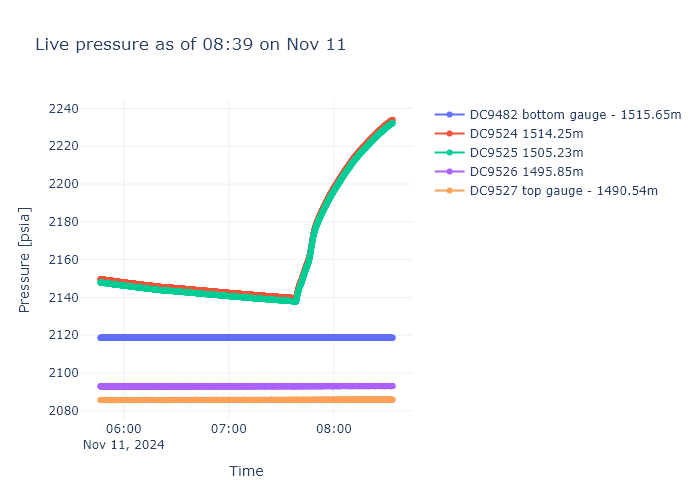 Live pressure as of 08:39 on Nov 11
2240
2220
2200
2180
2160
2140
2120
2100
2080
Pressure [psia]
06:00
07:00
08:00
Nov 11, 2024
Time
DC9482 bottom gauge - 1515.65m
DC9524 1514.25m
DC9525 1505.23m
DC9526 1495.85m
DC9527 top gauge - 1490.54m